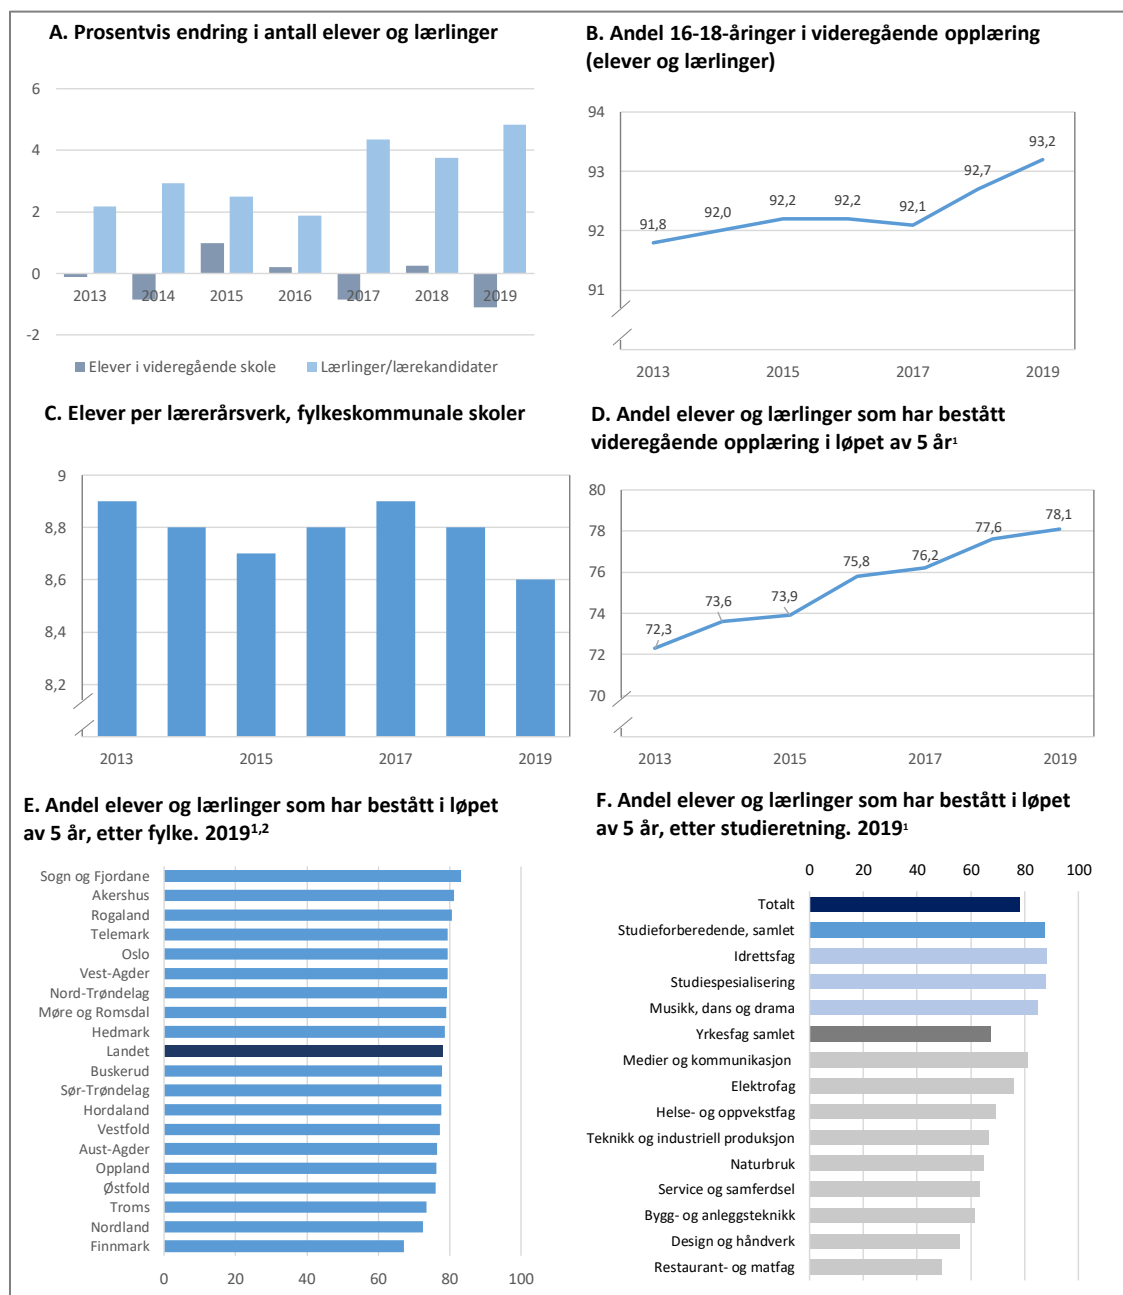 A. Prosentvis endring i antall elever og lærlinger
6
4
2
0
-2
2013 2014 2015 2016 2017 2018 2019
Elever i videregående skole Lærlinger/lærekandidater
B. Andel 16-18-åringer i videregående opplæring
(elever og lærlinger)
94
93
92
91
91,8 92,0 92,2 92,2 92,1 92,7 93,2
2013 2015 2017 2019
C. Elever per lærerårsverk, fylkeskommunale skoler
9
8,8
8,6
8,4
8,2
2013 2015 2017 2019
D. Andel elever og lærlinger som har bestått
videregående opplæring i løpet av 5 år¹
80
78
76
74
72
70
72,3 73,6 73,9 75,8 76,2 77,6 78,1
2013 2015 2017 2019
E. Andel elever og lærlinger som har bestått i løpet
av 5 år, etter fylke. 2019¹,²
Sogn og Fjordane
Akershus
Rogaland
Telemark
Oslo
Vest-Agder
Nord-Trøndelag
Møre og Romsdal
Hedmark
Landet
Buskerud
Sør-Trøndelag
Hordaland
Vestfold
Aust-Agder
Oppland
Østfold
Troms
Nordland
Finnmark
0 20 40 60 80 100
F. Andel elever og lærlinger som har bestått i løpet
av 5 år, etter studieretning. 2019¹
0 20 40 60 80 100
Totalt
Studieforberedende, samlet
Idrettsfag
Studiespesialisering
Musikk, dans og drama
Yrkesfag samlet
Medier og kommunikasjon
Elektrofag
Helse- og oppvekstfag
Teknikk og industriell produksjon
Naturbruk
Service og samferdsel
Bygg- og anleggsteknikk
Design og håndverk
Restaurant- og matfag